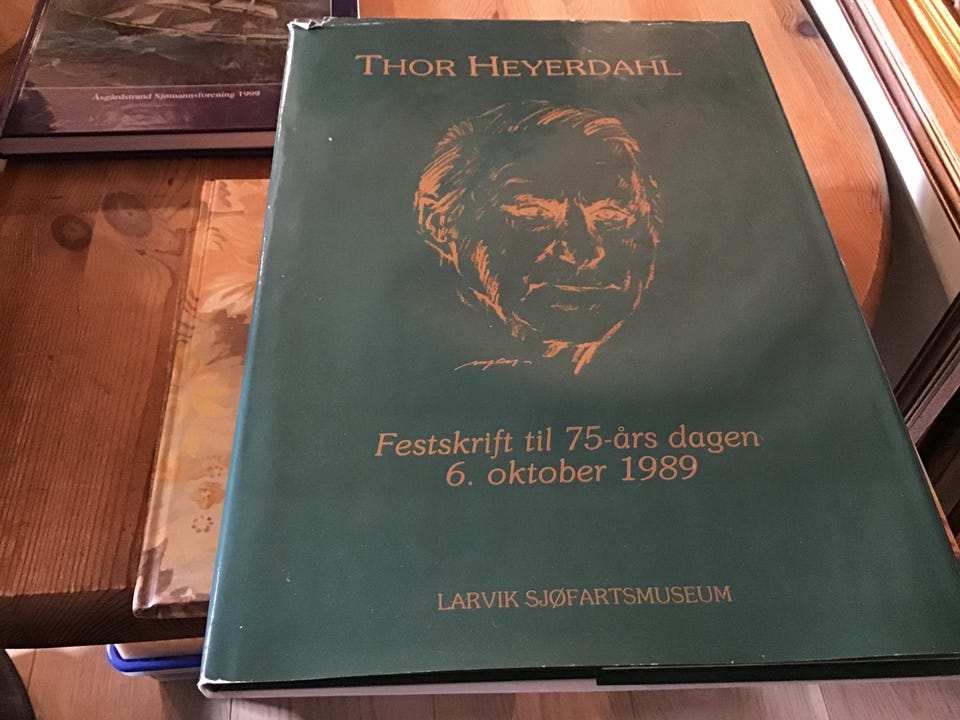 Åsgårdstrand Sjømannsforening 1999
THOR HEYERDAHL
Festskrift til 75-års dagen
6. oktober 1989
LARVIK SJØFARTSMUSEUM